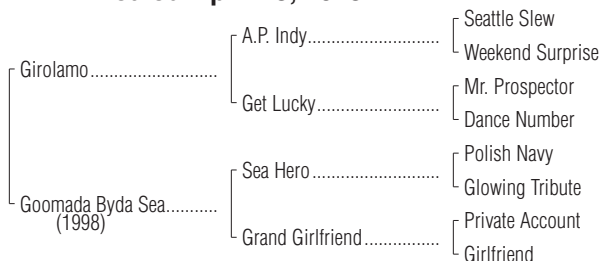 Seattle Slew
A.P. Indy
Weekend Surprise
Girolamo
Mr. Prospector
Get Lucky
Dance Number
Polish Navy
Sea Hero
Glowing Tribute
Goomada Byda Sea
(1998)
Private Account
Grand Girlfriend
Girlfriend